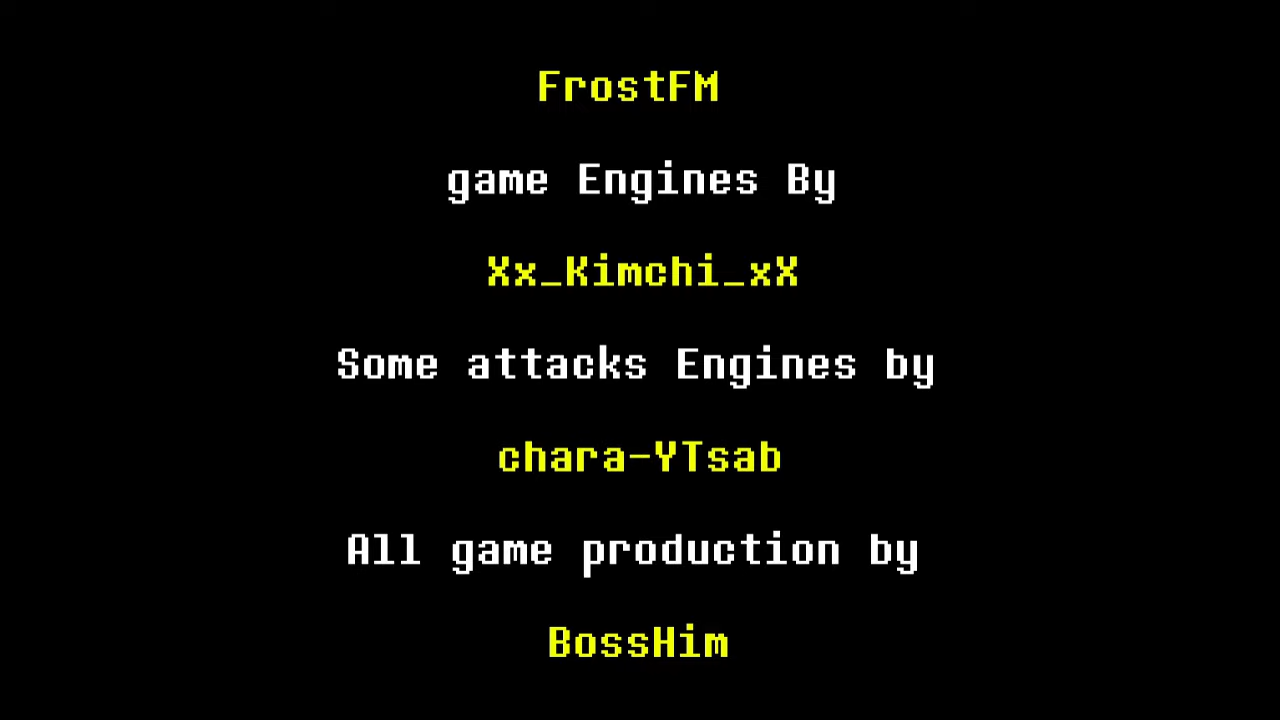 FrostFM
game Engines By
Xx_Kimchi_xX
Some attacks Engines by
chara-YTsab
All game production by
BossHim